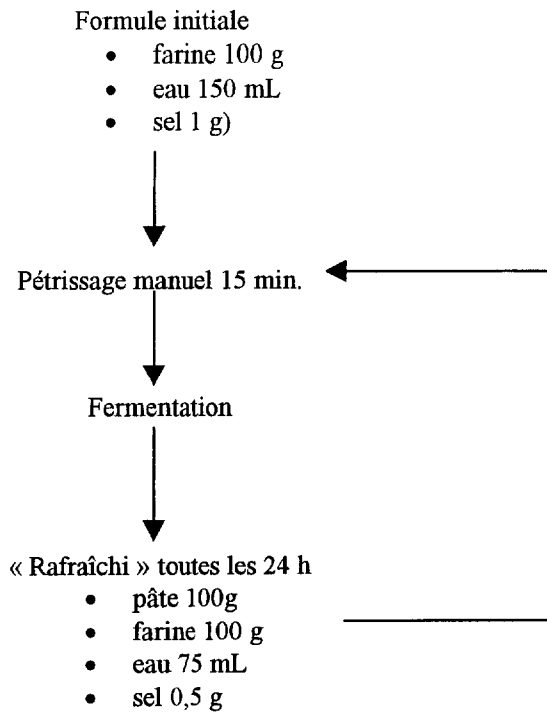 Formule initiale
• farine 100 g
• eau 150 mL
• sel 1 g)
Pétrissage manuel 15 min.
Fermentation
« Rafraîchi » toutes les 24 h
• pâte 100g
• farine 100 g
• eau 75 mL
• sel 0,5 g